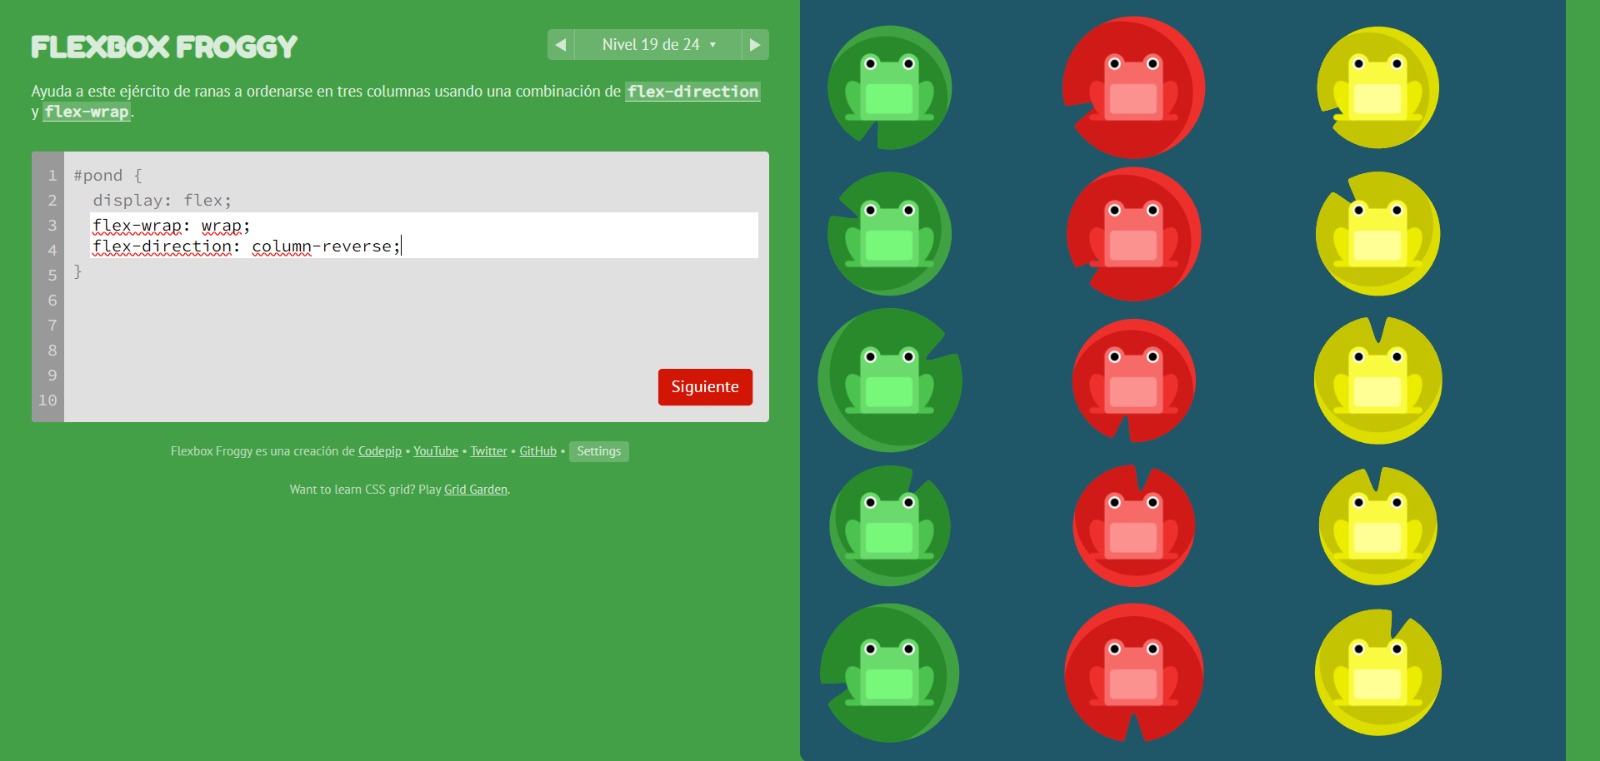 FLEXBOX FROGGY
◀ Nivel 19 de 24 ▾ ▶
Ayuda a este ejército de ranas a ordenarse en tres columnas usando una combinación de flex-direction
y flex-wrap.
1 #pond {
2 display: flex;
3 flex-wrap: wrap;
4 flex-direction: column-reverse;
5 }
6
7
8
9
10
Siguiente
Flexbox Froggy es una creación de Codepip • YouTube • Twitter • GitHub • Settings
Want to learn CSS grid? Play Grid Garden.